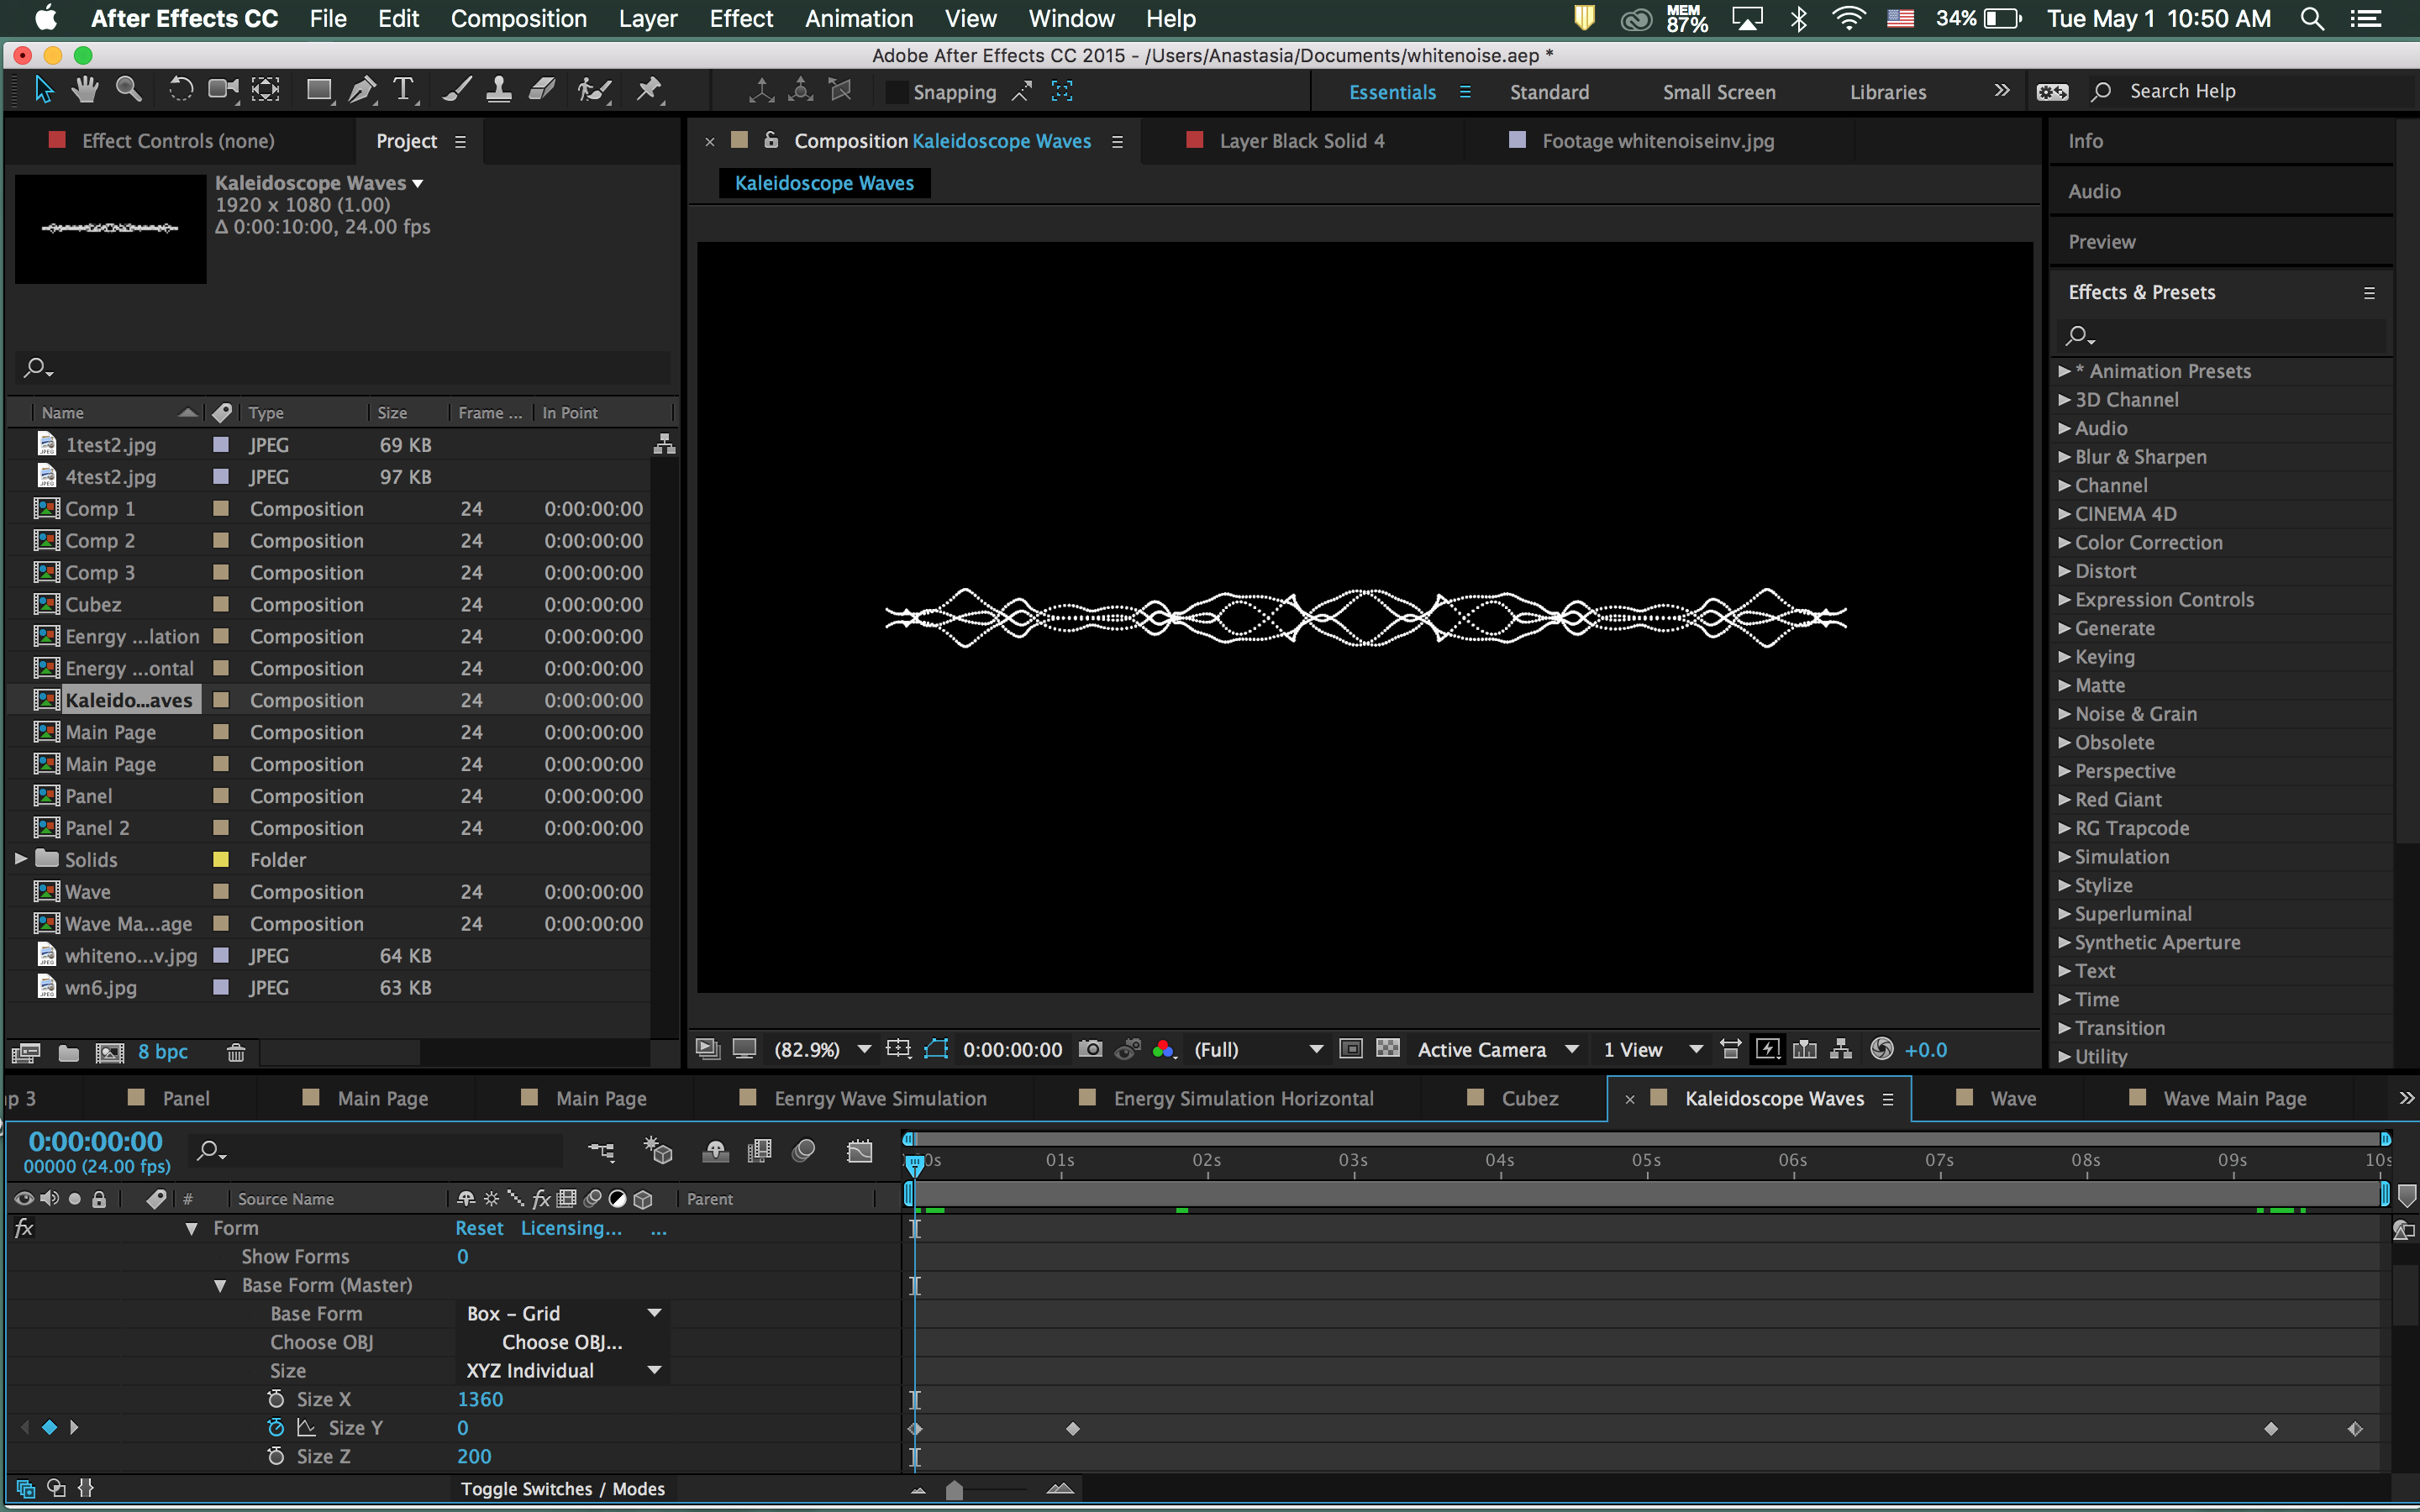 After Effects CC File Edit Composition Layer Effect Animation View Window Help MEM 87% 34% Tue May 1 10:50 AM
Adobe After Effects CC 2015 - /Users/Anastasia/Documents/whitenoise.aep *
T Snapping Essentials Standard Small Screen Libraries Search Help
Effect Controls (none) Project
Kaleidoscope Waves
1920 x 1080 (1.00)
Δ 0:00:10:00, 24.00 fps
Name Type Size Frame ... In Point
1test2.jpg JPEG 69 KB
4test2.jpg JPEG 97 KB
Comp 1 Composition 24 0:00:00:00
Comp 2 Composition 24 0:00:00:00
Comp 3 Composition 24 0:00:00:00
Cubez Composition 24 0:00:00:00
Eenrgy ...lation Composition 24 0:00:00:00
Energy ...ontal Composition 24 0:00:00:00
Kaleido...aves Composition 24 0:00:00:00
Main Page Composition 24 0:00:00:00
Main Page Composition 24 0:00:00:00
Panel Composition 24 0:00:00:00
Panel 2 Composition 24 0:00:00:00
Solids Folder
Wave Composition 24 0:00:00:00
Wave Ma...age Composition 24 0:00:00:00
whiteno...v.jpg JPEG 64 KB
wn6.jpg JPEG 63 KB
8 bpc
Composition Kaleidoscope Waves Layer Black Solid 4 Footage whitenoiseinv.jpg
Kaleidoscope Waves
(82.9%) 0:00:00:00 (Full) Active Camera 1 View +0.0
Info
Audio
Preview
Effects & Presets
* Animation Presets
3D Channel
Audio
Blur & Sharpen
Channel
CINEMA 4D
Color Correction
Distort
Expression Controls
Generate
Keying
Matte
Noise & Grain
Obsolete
Perspective
Red Giant
RG Trapcode
Simulation
Stylize
Superluminal
Synthetic Aperture
Text
Time
Transition
Utility
p 3 Panel Main Page Main Page Eenrgy Wave Simulation Energy Simulation Horizontal Cubez Kaleidoscope Waves Wave Wave Main Page
0:00:00:00
00000 (24.00 fps)
0s 01s 02s 03s 04s 05s 06s 07s 08s 09s 10s
# Source Name fx Parent
fx Form Reset Licensing... ...
Show Forms 0
Base Form (Master)
Base Form Box – Grid
Choose OBJ Choose OBJ...
Size XYZ Individual
Size X 1360
Size Y 0
Size Z 200
Toggle Switches / Modes